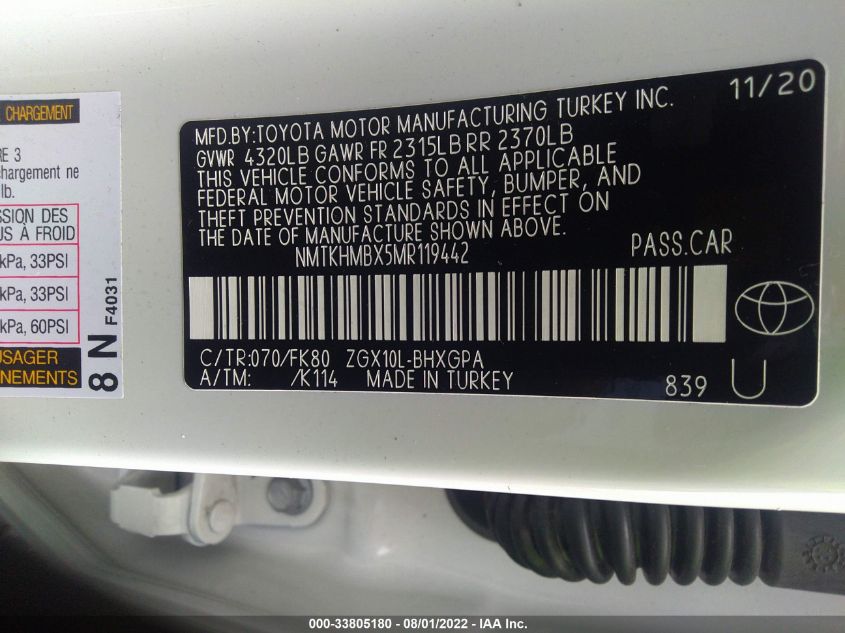 CHARGEMENT
RE 3
chargement ne
lb.
SSION DES
US À FROID
kPa, 33PSI
kPa, 33PSI
kPa, 60PSI
USAGER
NEMENTS
8 N F4031
11/20
MFD.BY:TOYOTA MOTOR MANUFACTURING TURKEY INC.
GVWR 4320LB GAWR FR 2315LB RR 2370LB
THIS VEHICLE CONFORMS TO ALL APPLICABLE
FEDERAL MOTOR VEHICLE SAFETY, BUMPER, AND
THEFT PREVENTION STANDARDS IN EFFECT ON
THE DATE OF MANUFACTURE SHOWN ABOVE.
NMTKHMBX5MR119442 PASS.CAR
C/TR:070/FK80 ZGX10L-BHXGPA
A/TM: /K114 MADE IN TURKEY
839 U
000-33805180 - 08/01/2022 - IAA Inc.